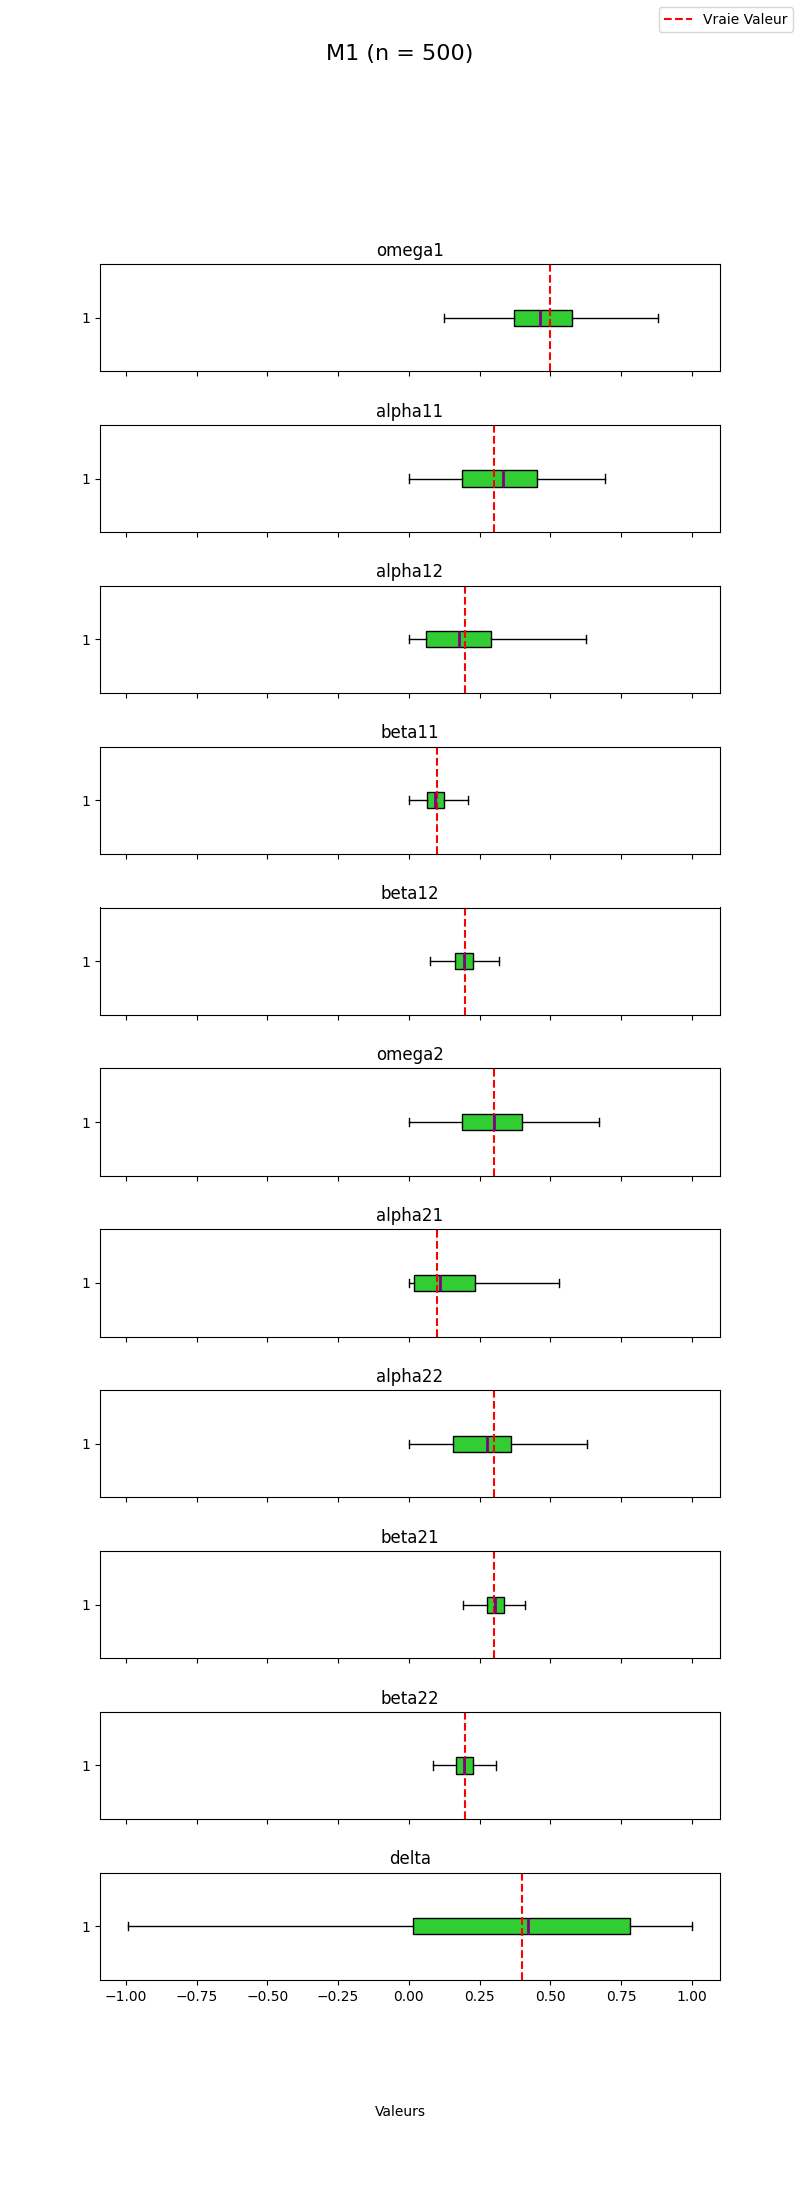 Vraie Valeur
M1 (n = 500)
omega1
1
alpha11
1
alpha12
1
beta11
1
beta12
1
omega2
1
alpha21
1
alpha22
1
beta21
1
beta22
1
delta
1
−1.00 −0.75 −0.50 −0.25 0.00 0.25 0.50 0.75 1.00
Valeurs